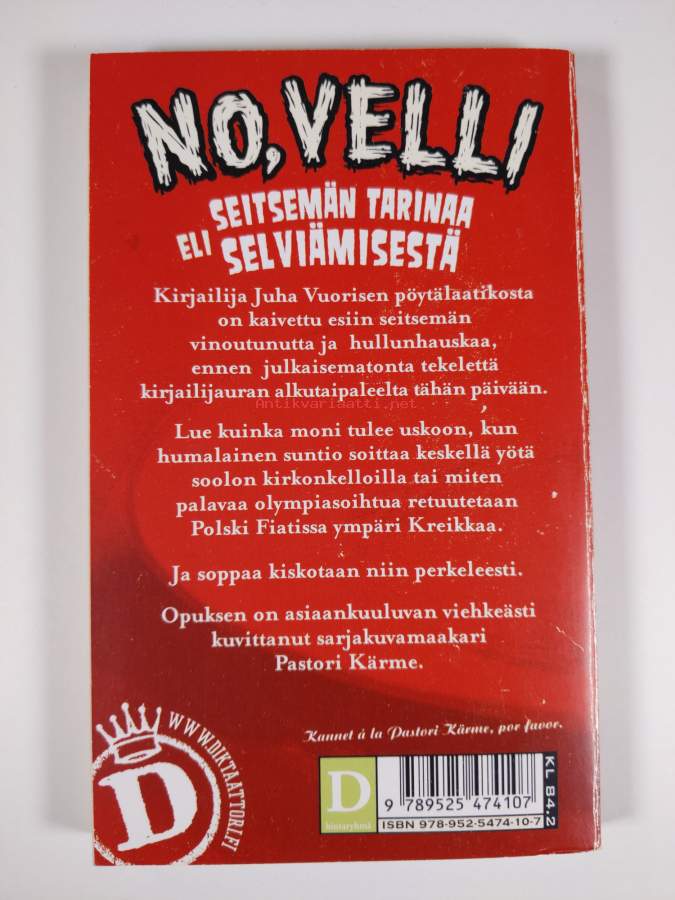 NO, VELLI
ELI SEITSEMÄN TARINAA
SELVIÄMISESTÄ
Kirjailija Juha Vuorisen pöytälaatikosta
on kaivettu esiin seitsemän
vinoutunutta ja hullunhauskaa,
ennen julkaisematonta tekelettä
kirjailijauran alkutaipaleelta tähän päivään.
Antikvariaatti.net
Lue kuinka moni tulee uskoon, kun
humalainen suntio soittaa keskellä yötä
soolon kirkonkelloilla tai miten
palavaa olympiasoihtua retuutetaan
Polski Fiatissa ympäri Kreikkaa.
Ja soppaa kiskotaan niin perkeleesti.
Opuksen on asiaankuuluvan viehkeästi
kuvittanut sarjakuvamaakari
Pastori Kärme.
Kannet á la Pastori Kärme, por favor.
D
WWW.DIKTAATTORI.FI
D
hintaryhmä
9 789525 474107
ISBN 978-952-5474-10-7
KL 84.2